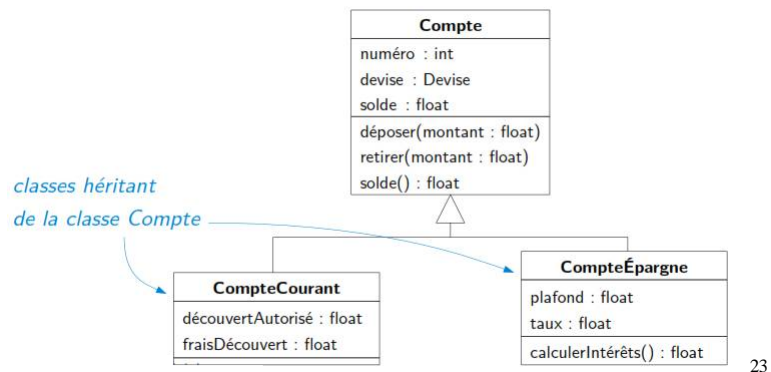 Compte
numéro : int
devise : Devise
solde : float
déposer(montant : float)
retirer(montant : float)
solde() : float
classes héritant
de la classe Compte
CompteCourant
découvertAutorisé : float
fraisDécouvert : float
CompteÉpargne
plafond : float
taux : float
calculerIntérêts() : float
23